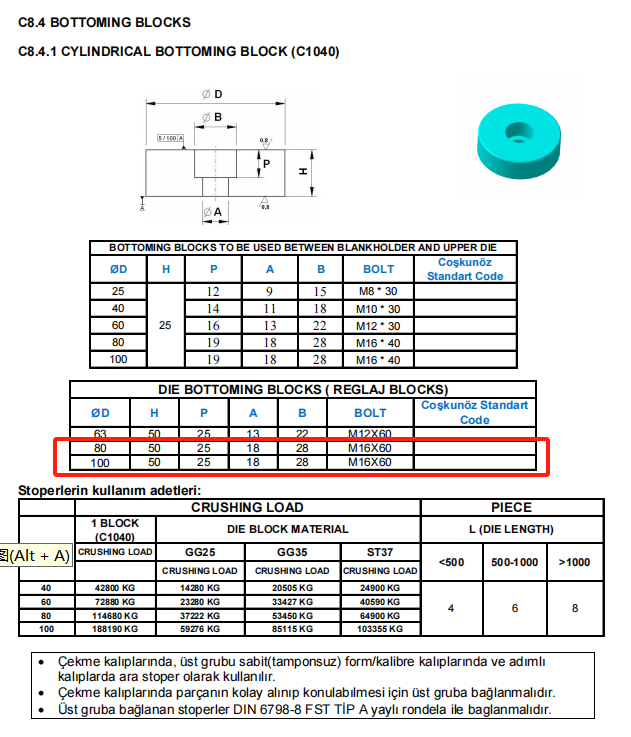 C8.4 BOTTOMING BLOCKS
C8.4.1 CYLINDRICAL BOTTOMING BLOCK (C1040)
Ø D
Ø B
5/100 A
0,8
P
H
A
Ø A
0,8
BOTTOMING BLOCKS TO BE USED BETWEEN BLANKHOLDER AND UPPER DIE
ØD H P A B BOLT Coşkunöz Standart Code
25 25 12 9 15 M8 * 30
40 14 11 18 M10 * 30
60 16 13 22 M12 * 30
80 19 18 28 M16 * 40
100 19 18 28 M16 * 40
DIE BOTTOMING BLOCKS ( REGLAJ BLOCKS)
ØD H P A B BOLT Coşkunöz Standart Code
63 50 25 13 22 M12X60
80 50 25 18 28 M16X60
100 50 25 18 28 M16X60
Stoperlerin kullanım adetleri:
CRUSHING LOAD PIECE
1 BLOCK (C1040) DIE BLOCK MATERIAL L (DIE LENGTH)
CRUSHING LOAD GG25 GG35 ST37 <500 500-1000 >1000
CRUSHING LOAD CRUSHING LOAD CRUSHING LOAD
40 42800 KG 14280 KG 20505 KG 24900 KG 4 6 8
60 72880 KG 23280 KG 33427 KG 40590 KG
80 114680 KG 37222 KG 53450 KG 64900 KG
100 188190 KG 59276 KG 85115 KG 103355 KG
(Alt + A)
• Çekme kalıplarında, üst grubu sabit(tamponsuz) form/kalibre kalıplarında ve adımlı
kalıplarda ara stoper olarak kullanılır.
• Çekme kalıplarında parçanın kolay alınıp konulabilmesi için üst gruba bağlanmalıdır.
• Üst gruba bağlanan stoperler DIN 6798-8 FST TİP A yaylı rondela ile baglanmalıdır.